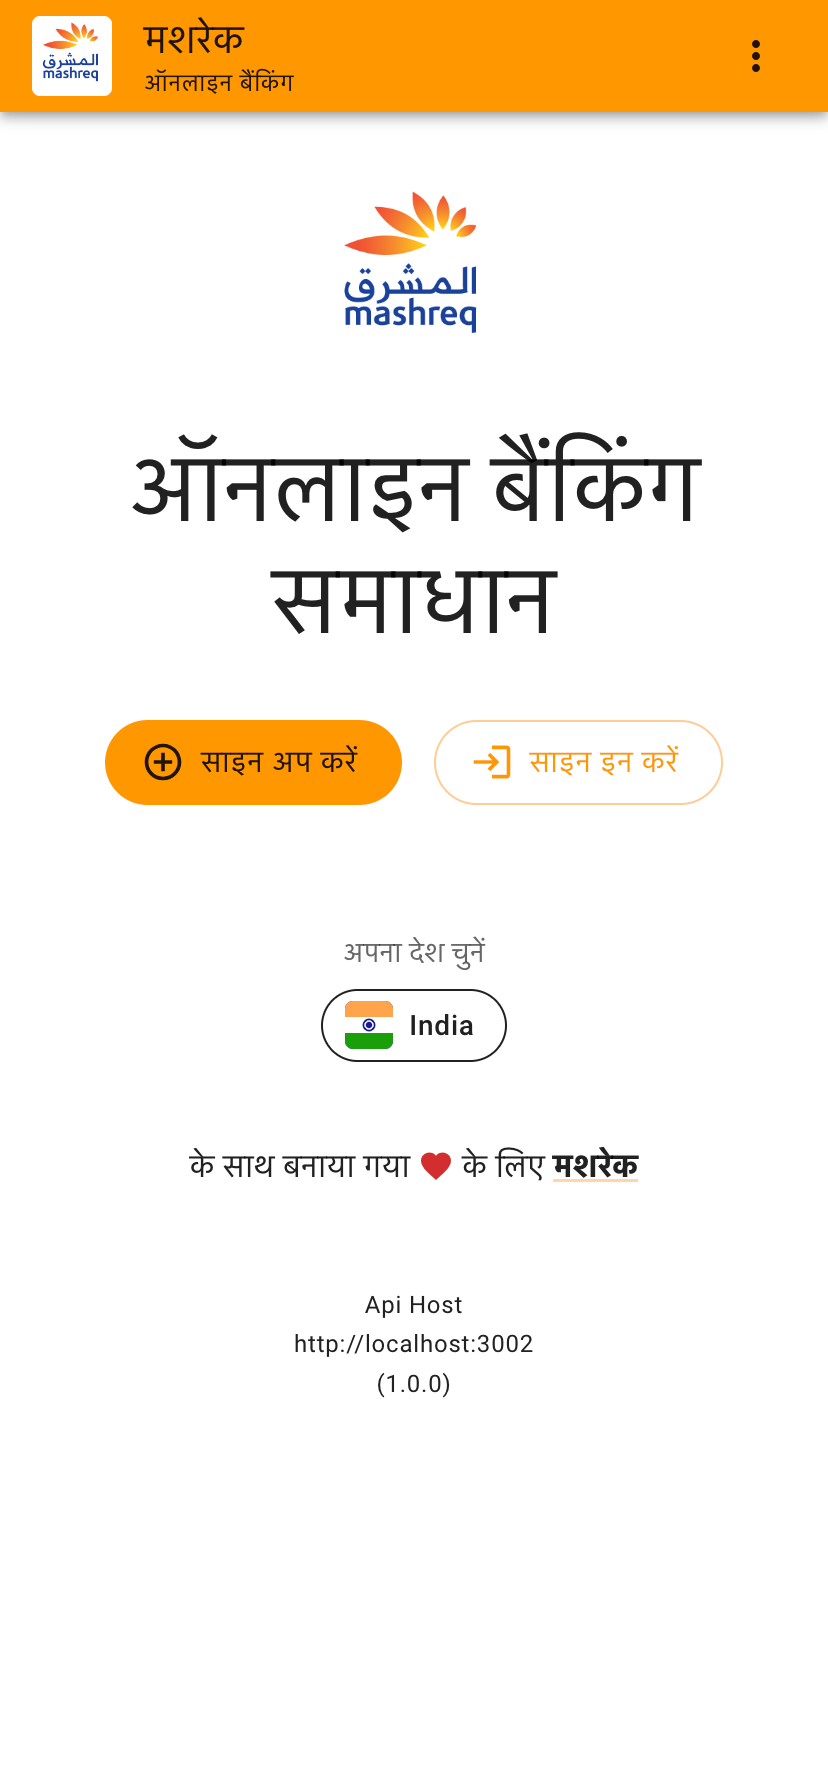 المشرق
mashreq
मशरेक
ऑनलाइन बैंकिंग
المشرق
mashreq
ऑनलाइन बैंकिंग
समाधान
साइन अप करें
साइन इन करें
अपना देश चुनें
India
के साथ बनाया गया ❤ के लिए मशरेक
Api Host
http://localhost:3002
(1.0.0)